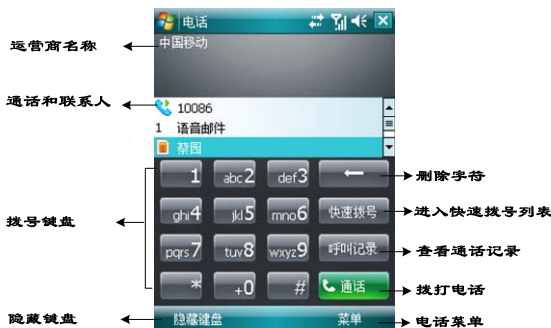 电话
运营商名称
中国移动
通话和联系人
10086
1 语音邮件
蔡园
拨号键盘
1 abc2 def3
删除字符
ghi4 jkl5 mno6 快速拨号
进入快速拨号列表
pqrs7 tuv8 wxyz9 呼叫记录
查看通话记录
* +0 # 通话
拨打电话
隐藏键盘
隐藏键盘 菜单
电话菜单